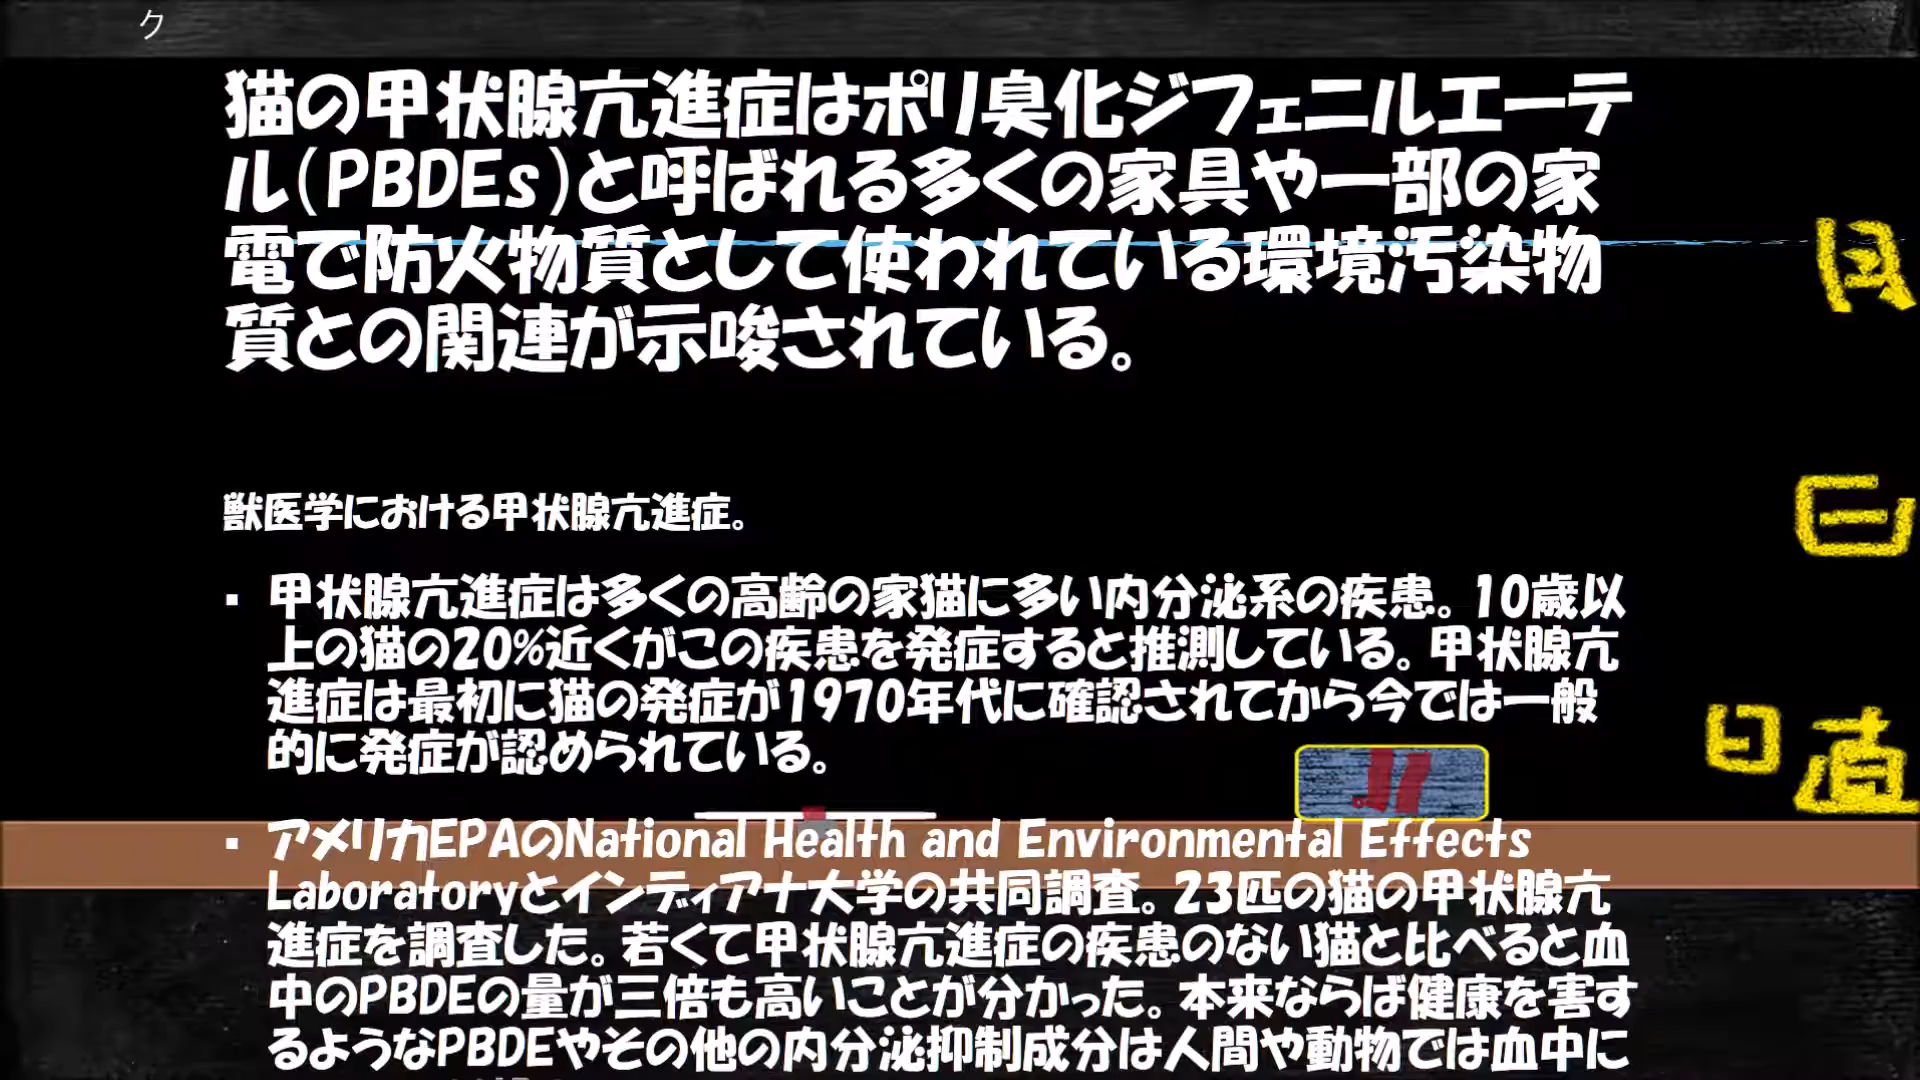 ク
猫の甲状腺亢進症はポリ臭化ジフェニルエーテ
ル(PBDEs)と呼ばれる多くの家具や一部の家
電で防火物質として使われている環境汚染物
質との関連が示唆されている。
獣医学における甲状腺亢進症。
▪ 甲状腺亢進症は多くの高齢の家猫に多い内分泌系の疾患。10歳以
上の猫の20%近くがこの疾患を発症すると推測している。甲状腺亢
進症は最初に猫の発症が1970年代に確認されてから今では一般
的に発症が認められている。
▪ アメリカEPAのNational Health and Environmental Effects
Laboratoryとインディアナ大学の共同調査。23匹の猫の甲状腺亢
進症を調査した。若くて甲状腺亢進症の疾患のない猫と比べると血
中のPBDEの量が三倍も高いことが分かった。本来ならば健康を害す
るようなPBDEやその他の内分泌抑制成分は人間や動物では血中に